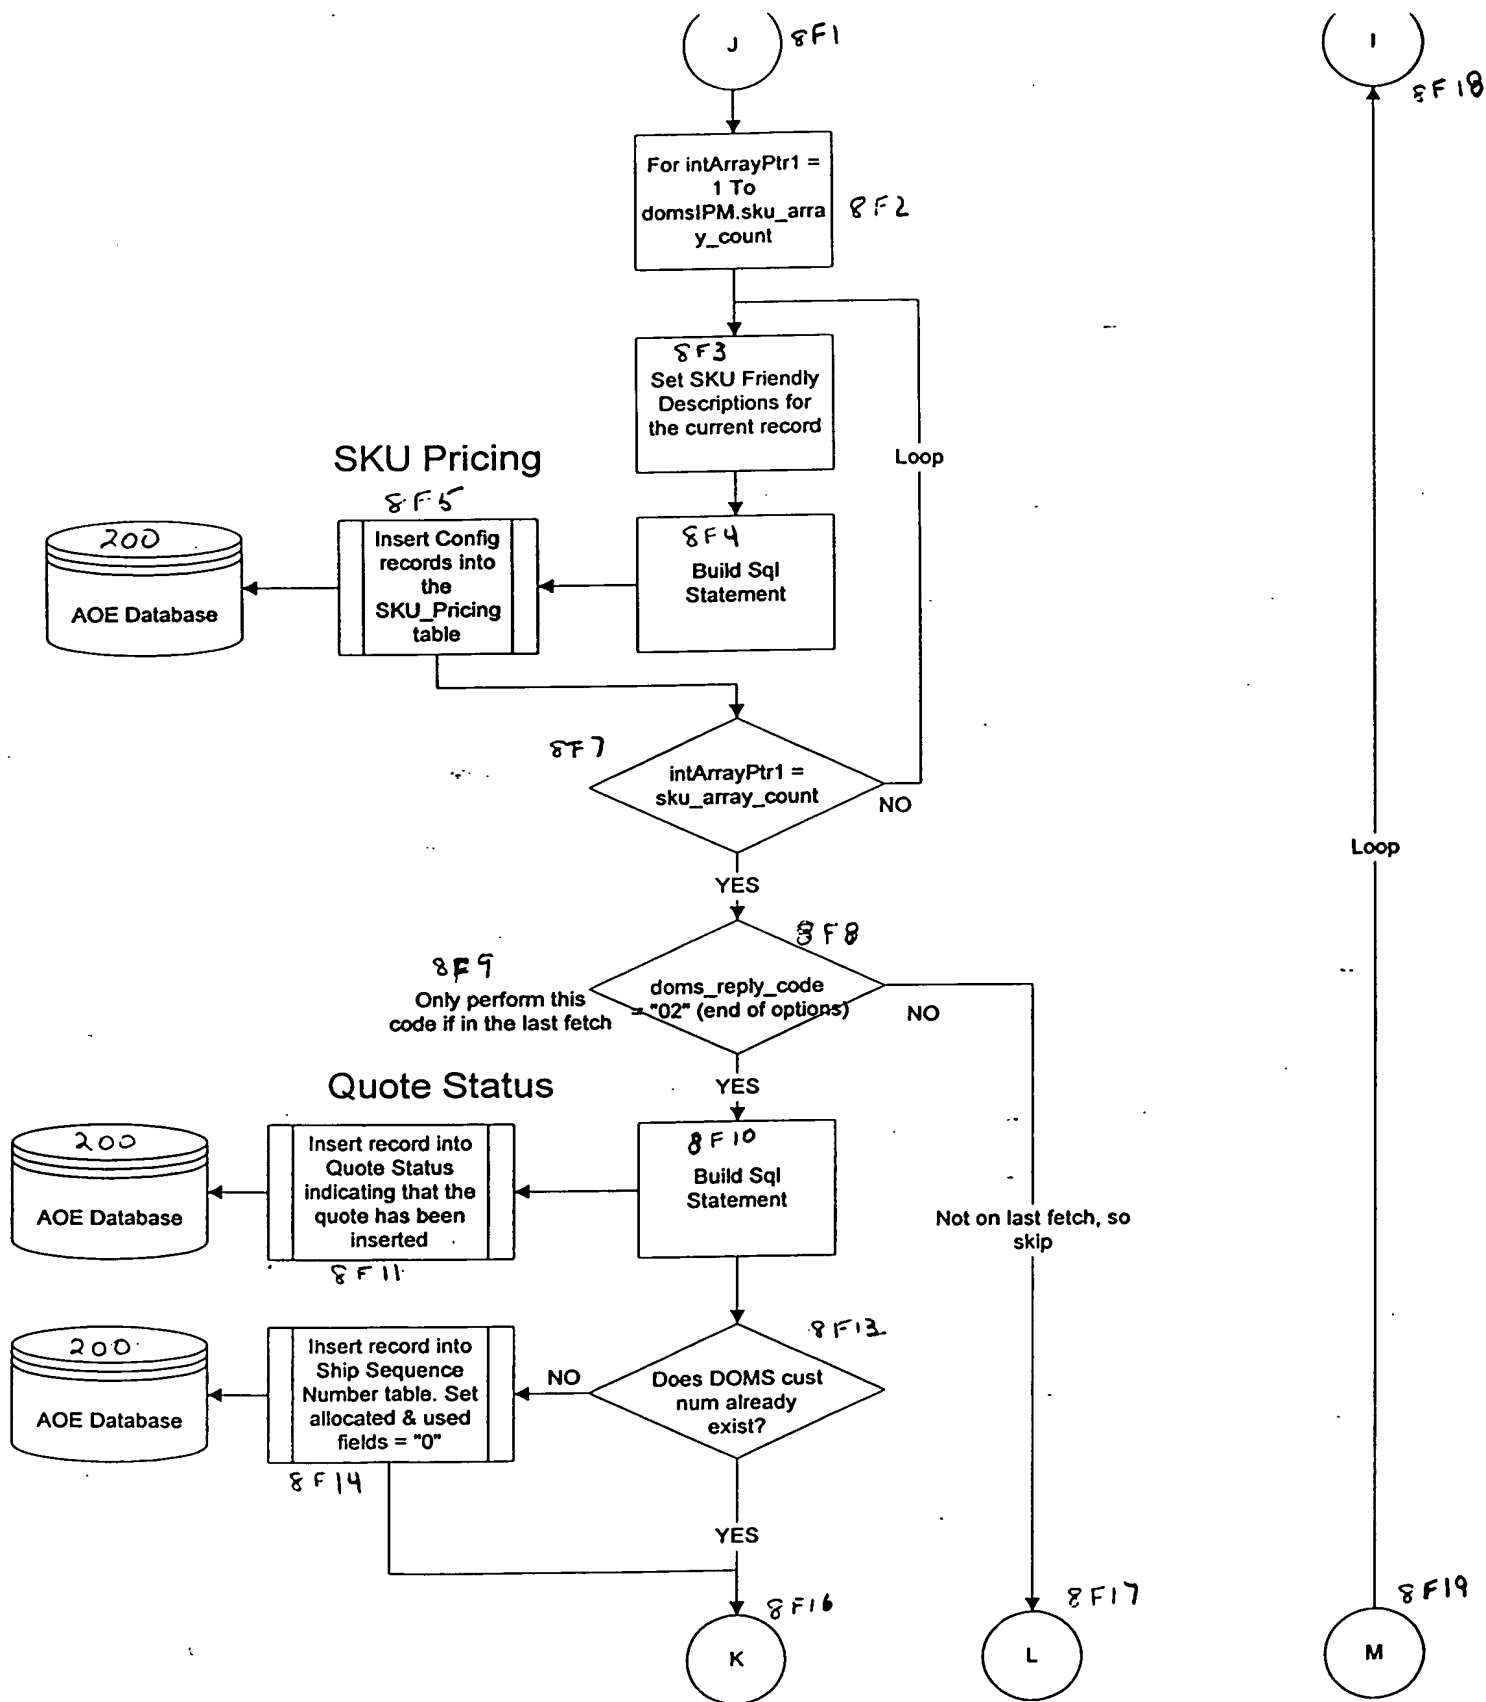 J
8F1
I
8F18
For intArrayPtr1 =
1 To
domsIPM.sku_arra
y_count
8F2
8F3
Set SKU Friendly
Descriptions for
the current record
Loop
SKU Pricing
8F5
200
AOE Database
Insert Config
records into
the
SKU_Pricing
table
8F4
Build Sql
Statement
8F7
intArrayPtr1 =
sku_array_count
NO
Loop
YES
8F8
8F9
Only perform this
code if in the last fetch
doms_reply_code
= "02" (end of options)
NO
Quote Status
YES
200
AOE Database
Insert record into
Quote Status
indicating that the
quote has been
inserted
8F11
8F10
Build Sql
Statement
Not on last fetch, so
skip
200
AOE Database
Insert record into
Ship Sequence
Number table. Set
allocated & used
fields = "0"
8F14
NO
8F13
Does DOMS cust
num already
exist?
YES
8F16
K
8F17
L
8F19
M